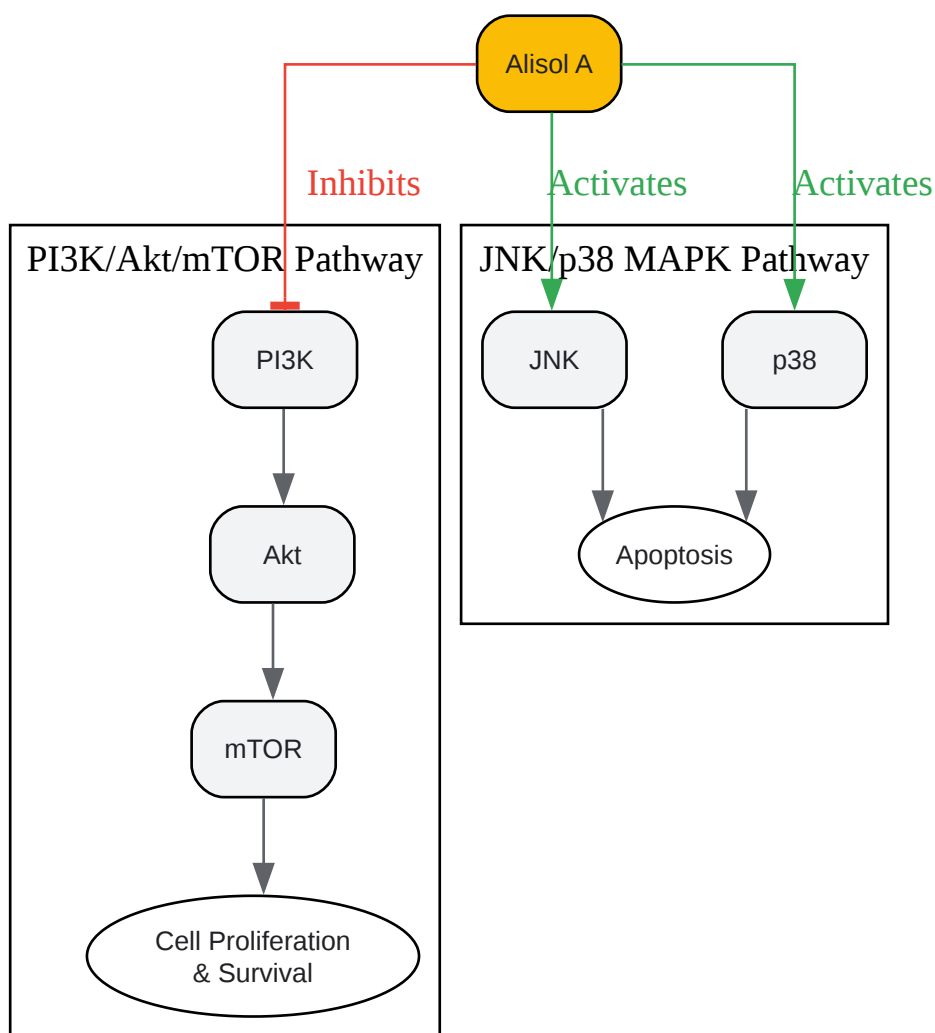 Alisol A
Inhibits
Activates
Activates
PI3K/Akt/mTOR Pathway
JNK/p38 MAPK Pathway
PI3K
JNK
p38
Akt
Apoptosis
mTOR
Cell Proliferation
& Survival